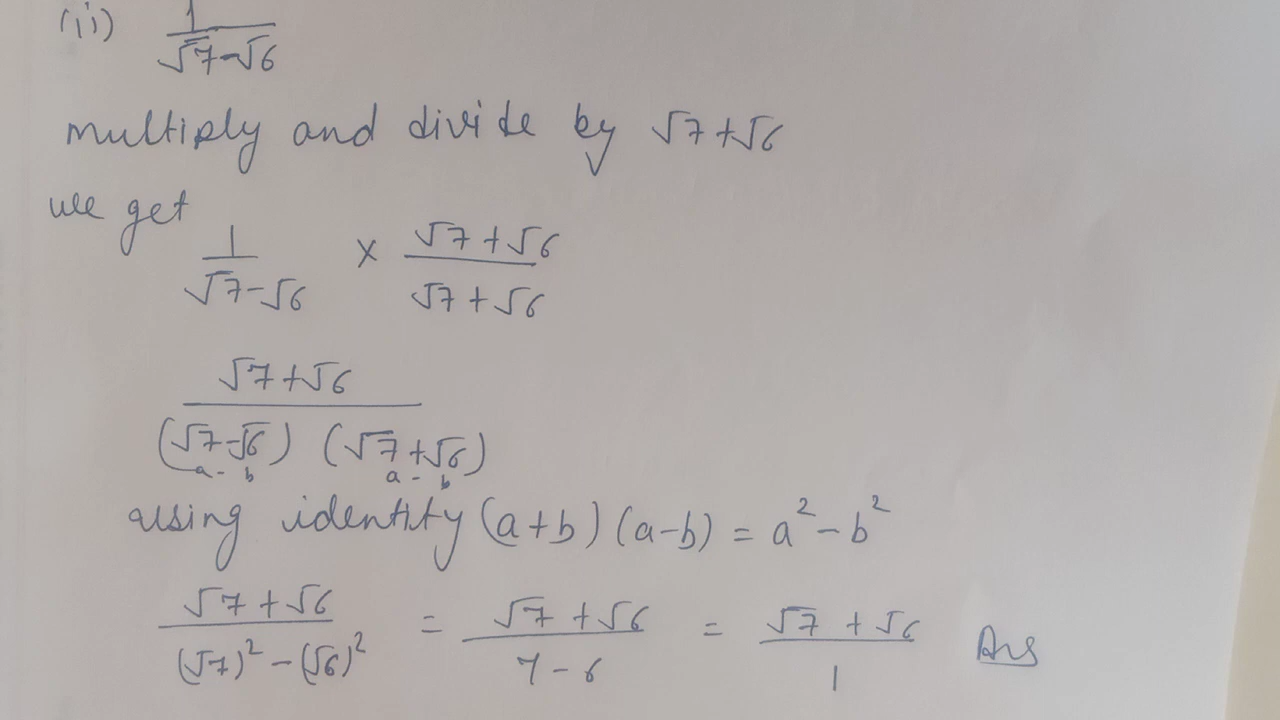 (ii) 1/(√7-√6)
multiply and divide by √7+√6
we get
1/(√7-√6) × (√7+√6)/(√7+√6)
(√7+√6)/((√7-√6) (√7+√6))
a - b a - b
using identity (a+b) (a-b) = a²-b²
(√7+√6)/((√7)²-(√6)²) = (√7+√6)/(7-6) = (√7+√6)/1 Ans